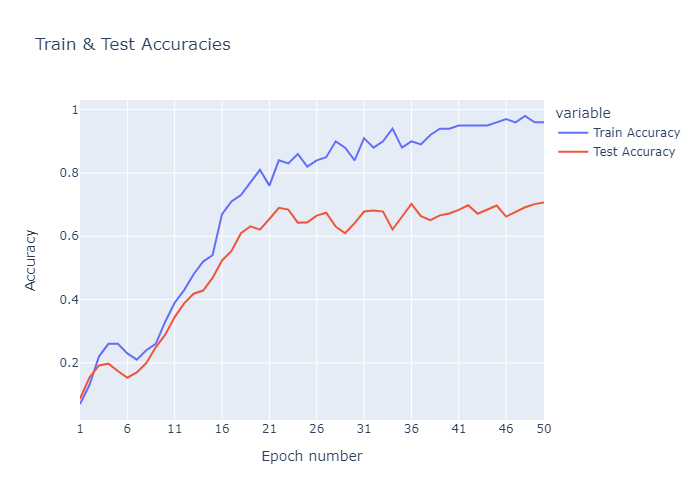 Train & Test Accuracies
variable
Train Accuracy
Test Accuracy
Accuracy
1
0.8
0.6
0.4
0.2
1 6 11 16 21 26 31 36 41 46 50
Epoch number